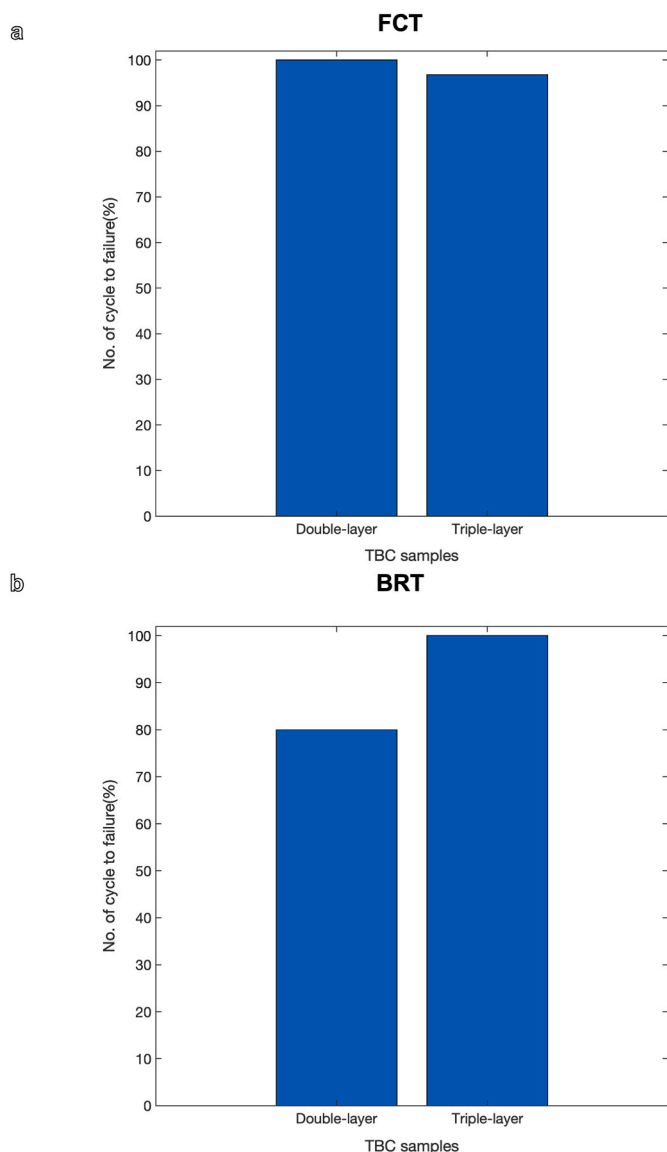 a
FCT
100
90
80
70
60
50
40
30
20
10
0
No. of cycle to failure(%)
Double-layer
Triple-layer
TBC samples
b
BRT
100
90
80
70
60
50
40
30
20
10
0
No. of cycle to failure(%)
Double-layer
Triple-layer
TBC samples